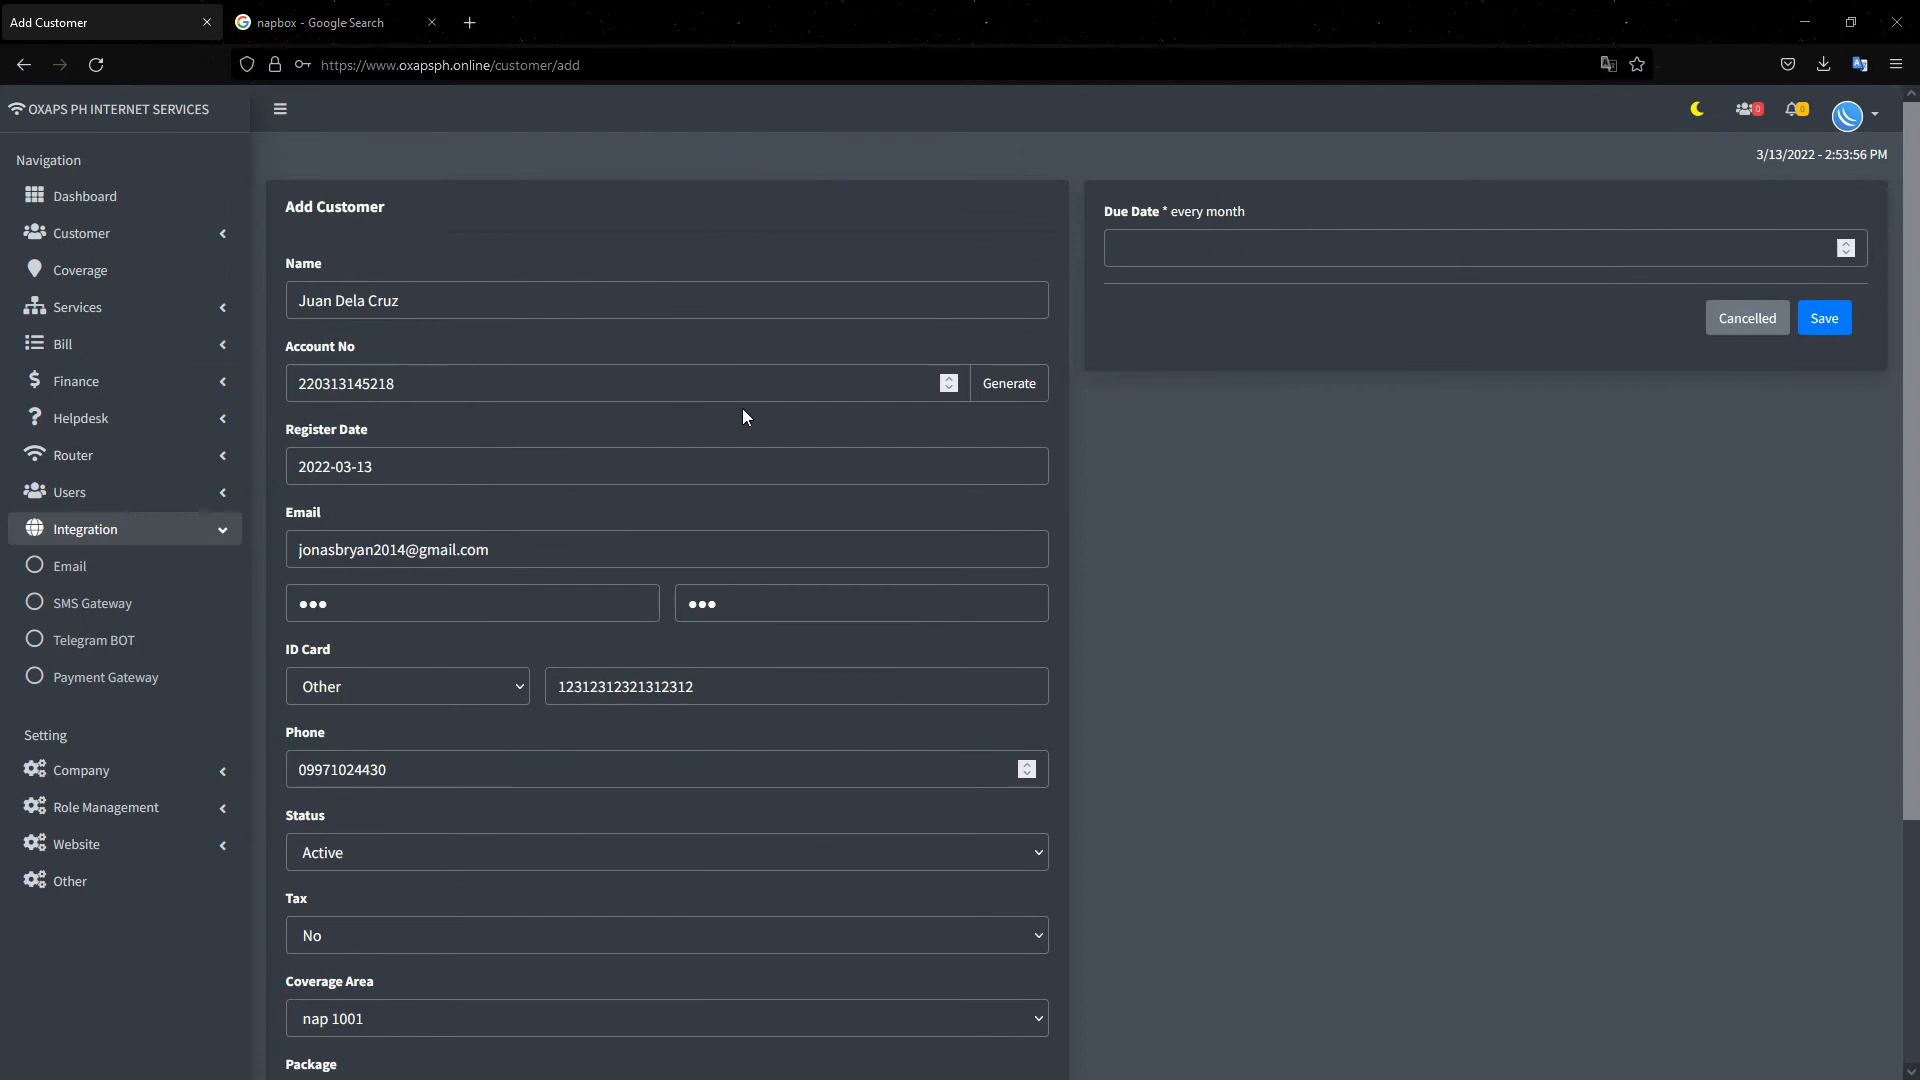 Add Customer
napbox - Google Search
https://www.oxapsph.online/customer/add
OXAPS PH INTERNET SERVICES
0
0
3/13/2022 - 2:53:56 PM
Navigation
Dashboard
Customer
Coverage
Services
Bill
Finance
Helpdesk
Router
Users
Integration
Email
SMS Gateway
Telegram BOT
Payment Gateway
Setting
Company
Role Management
Website
Other
Add Customer
Name
Juan Dela Cruz
Account No
220313145218
Generate
Register Date
2022-03-13
Email
jonasbryan2014@gmail.com
●●● ●●●
ID Card
Other
12312312321312312
Phone
09971024430
Status
Active
Tax
No
Coverage Area
nap 1001
Package
Due Date * every month
Cancelled
Save